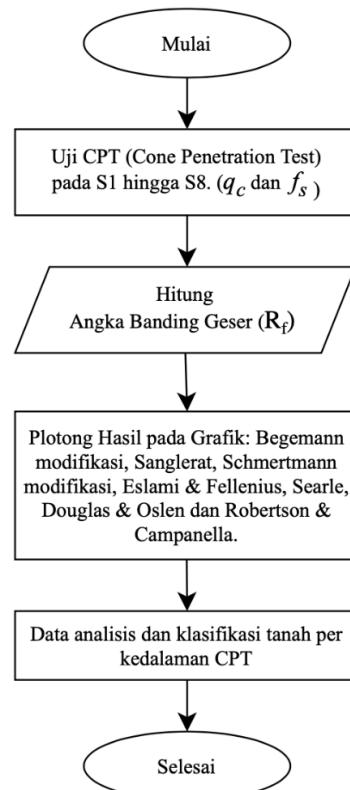 Mulai
Uji CPT (Cone Penetration Test)
pada S1 hingga S8. (q_c dan f_s )
Hitung
Angka Banding Geser (R_f)
Plotong Hasil pada Grafik: Begemann
modifikasi, Sanglerat, Schmertmann
modifikasi, Eslami & Fellenius, Searle,
Douglas & Oslen dan Robertson &
Campanella.
Data analisis dan klasifikasi tanah per
kedalaman CPT
Selesai